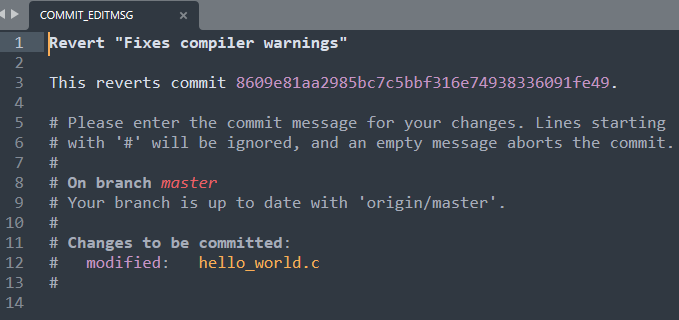 COMMIT_EDITMSG ×
1 Revert "Fixes compiler warnings"
2
3 This reverts commit 8609e81aa2985bc7c5bbf316e74938336091fe49.
4
5 # Please enter the commit message for your changes. Lines starting
6 # with '#' will be ignored, and an empty message aborts the commit.
7 #
8 # On branch master
9 # Your branch is up to date with 'origin/master'.
10 #
11 # Changes to be committed:
12 #   modified:   hello_world.c
13 #
14